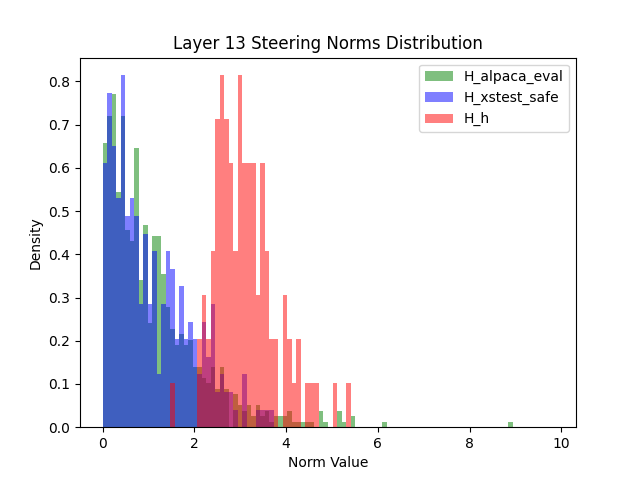 Layer 13 Steering Norms Distribution
H_alpaca_eval
H_xstest_safe
H_h
Density
0.8
0.7
0.6
0.5
0.4
0.3
0.2
0.1
0.0
0 2 4 6 8 10
Norm Value